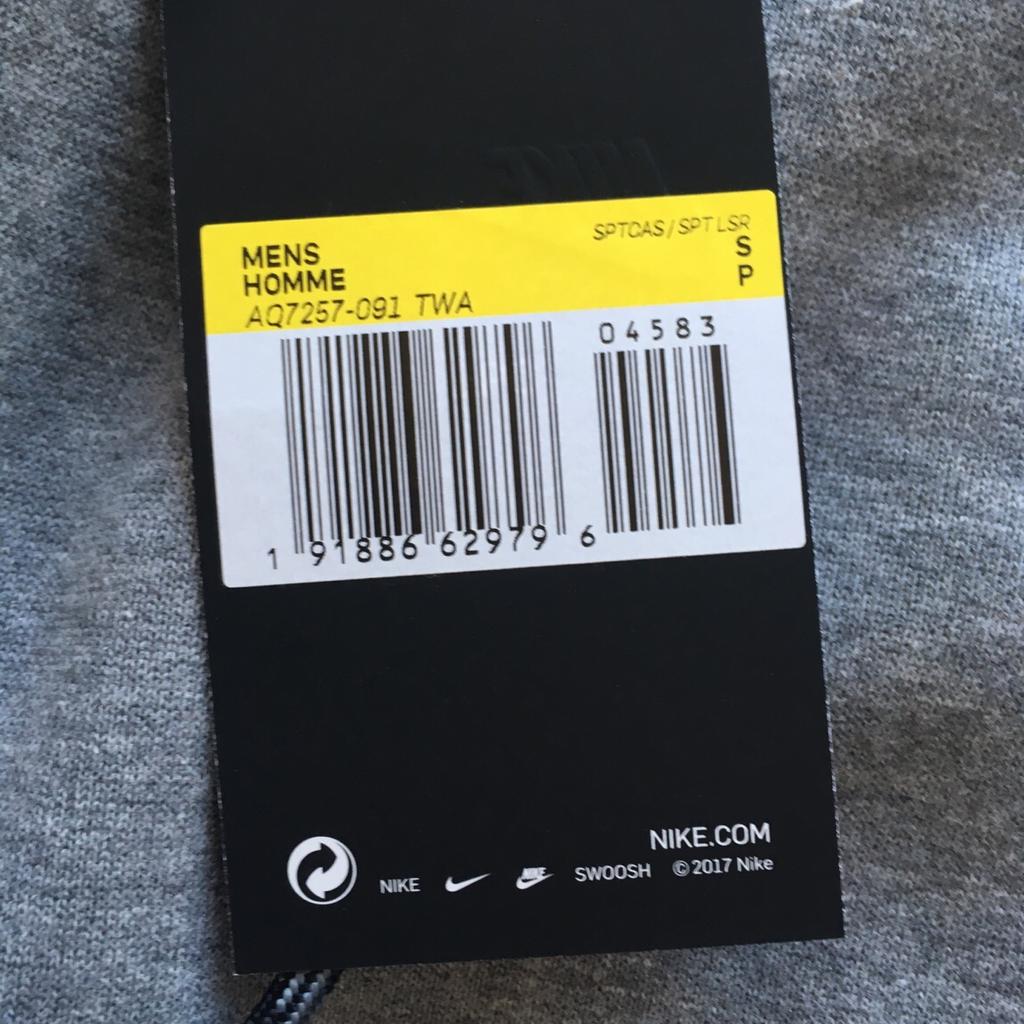 SPTCAS / SPT LSR
MENS S
HOMME P
AQ7257-091 TWA
04583
1 91886 62979 6
NIKE.COM
NIKE NIKE SWOOSH © 2017 Nike